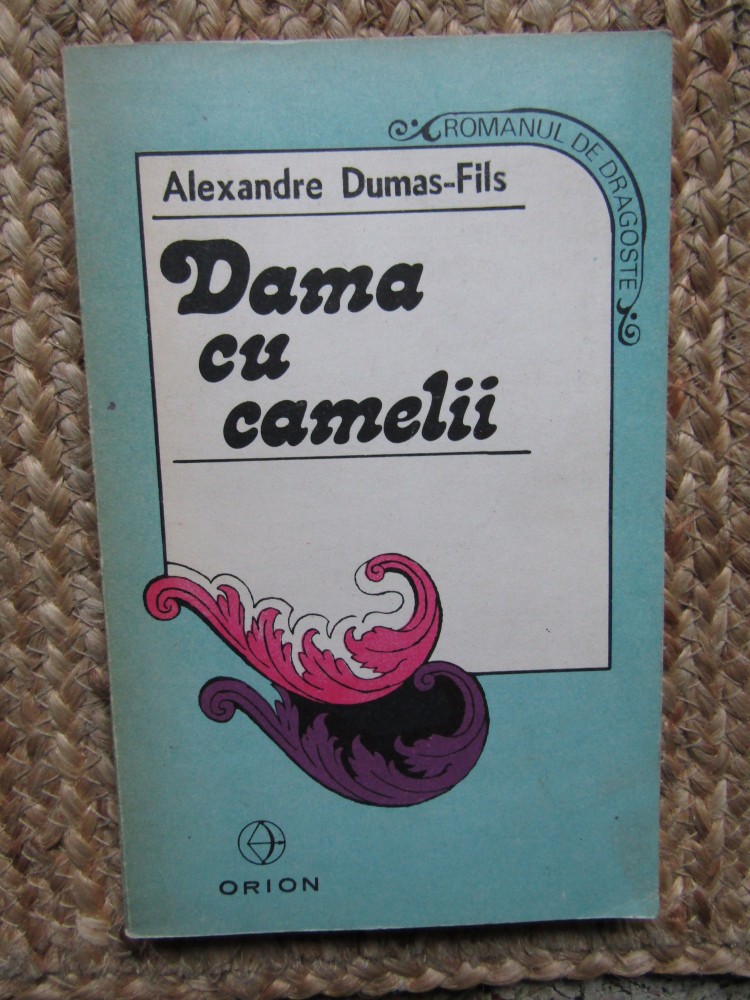 ROMANUL DE DRAGOSTE
Alexandre Dumas-Fils
Dama
cu
camelii
ORION